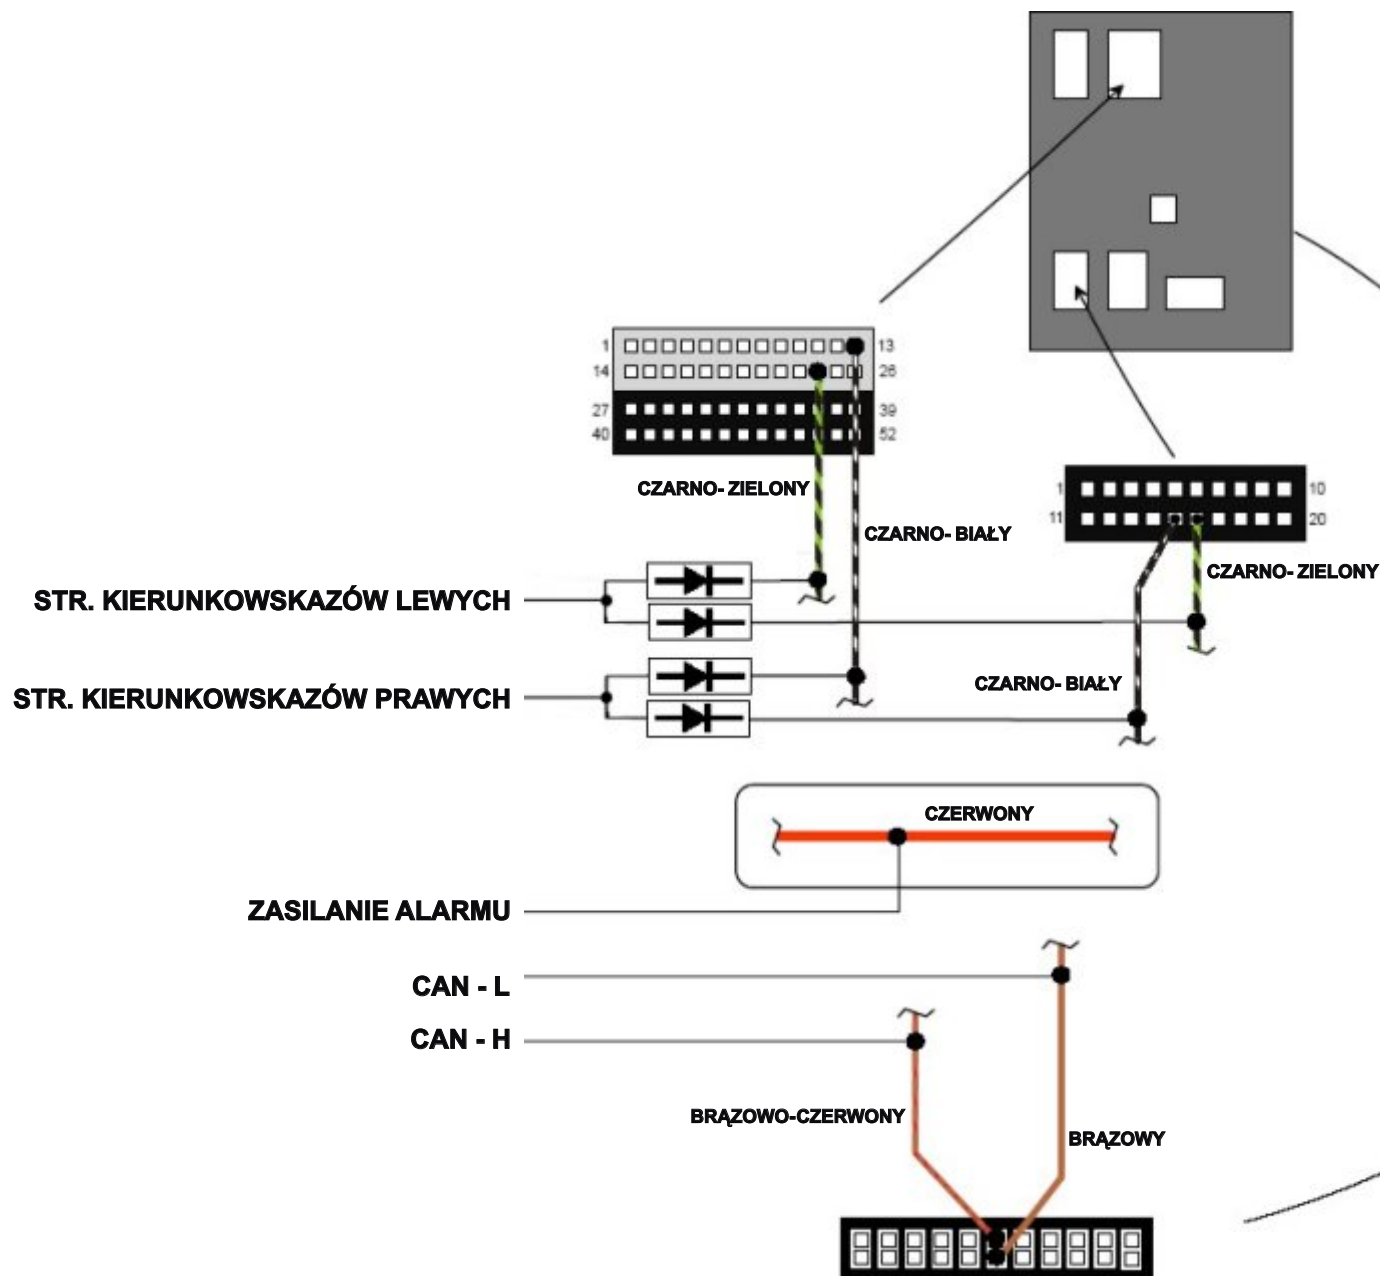 1
13
14
26
27
39
40
52
CZARNO- ZIELONY
1
10
11
20
CZARNO- BIAŁY
CZARNO- ZIELONY
STR. KIERUNKOWSKAZÓW LEWYCH
CZARNO- BIAŁY
STR. KIERUNKOWSKAZÓW PRAWYCH
CZERWONY
ZASILANIE ALARMU
CAN - L
CAN - H
BRĄZOWO-CZERWONY
BRĄZOWY